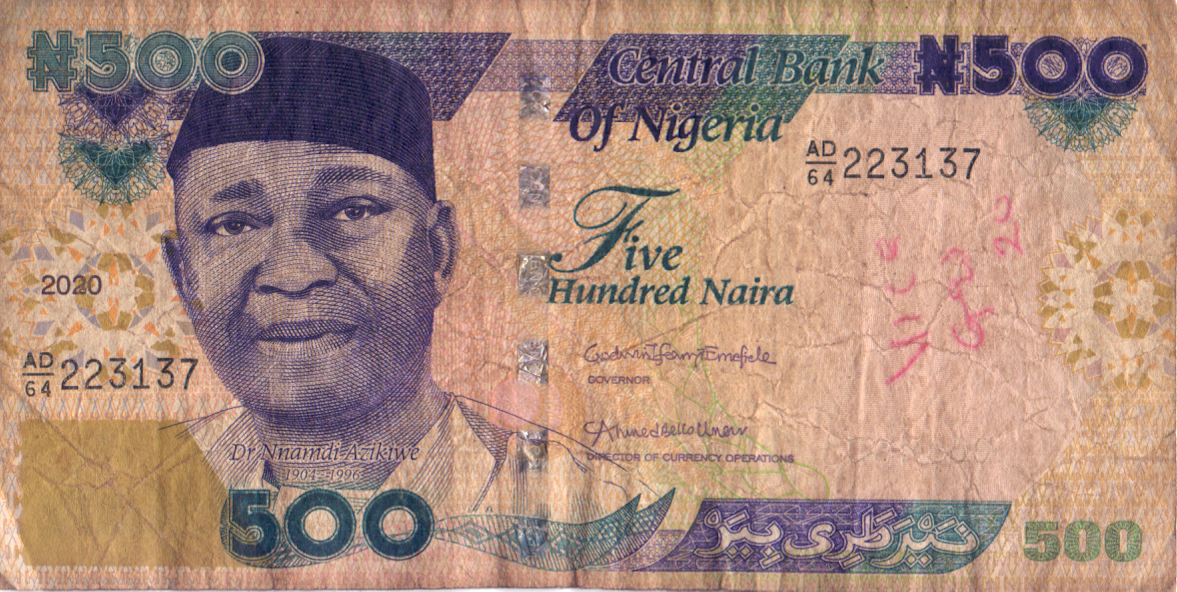 ₦500
Central Bank
Of Nigeria
₦500
AD/64 223137
Five
Hundred Naira
2020
AD/64 223137
GOVERNOR
DIRECTOR OF CURRENCY OPERATIONS
Dr Nnamdi Azikiwe
1904-1996
500
نَيْرَ طَرِى بِيَرْ
500